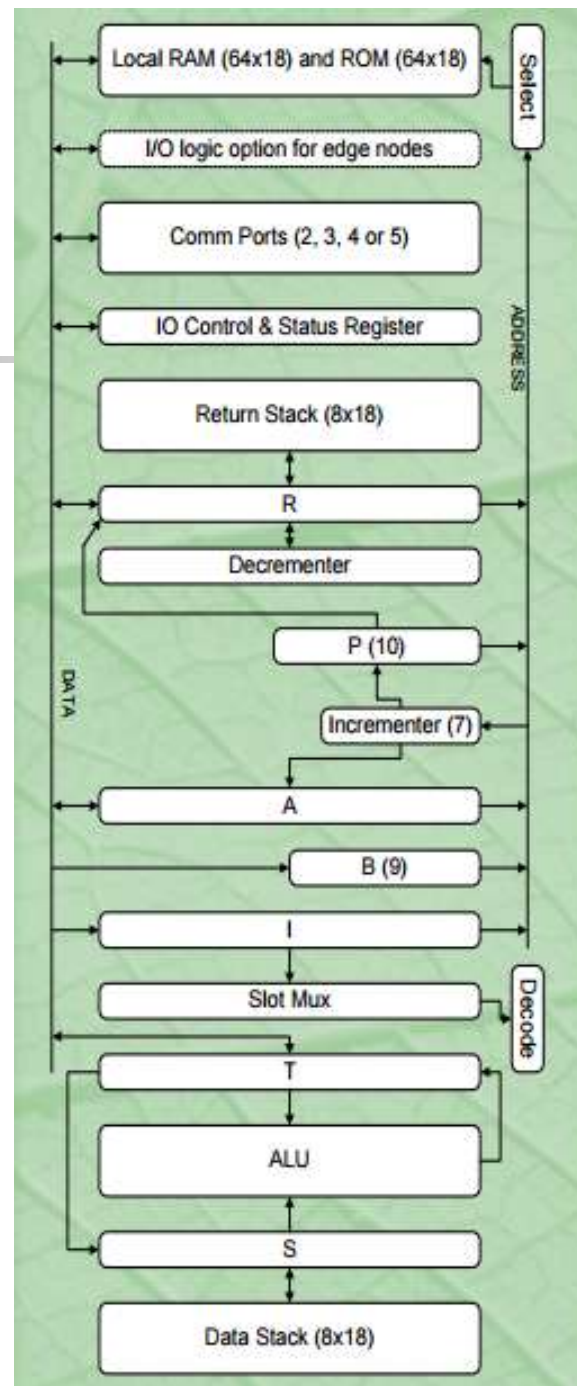 Local RAM (64x18) and ROM (64x18)
Select
I/O logic option for edge nodes
Comm Ports (2, 3, 4 or 5)
ADDRESS
IO Control & Status Register
Return Stack (8x18)
R
Decrementer
P (10)
DATA
Incrementer (7)
A
B (9)
I
Slot Mux
Decode
T
ALU
S
Data Stack (8x18)